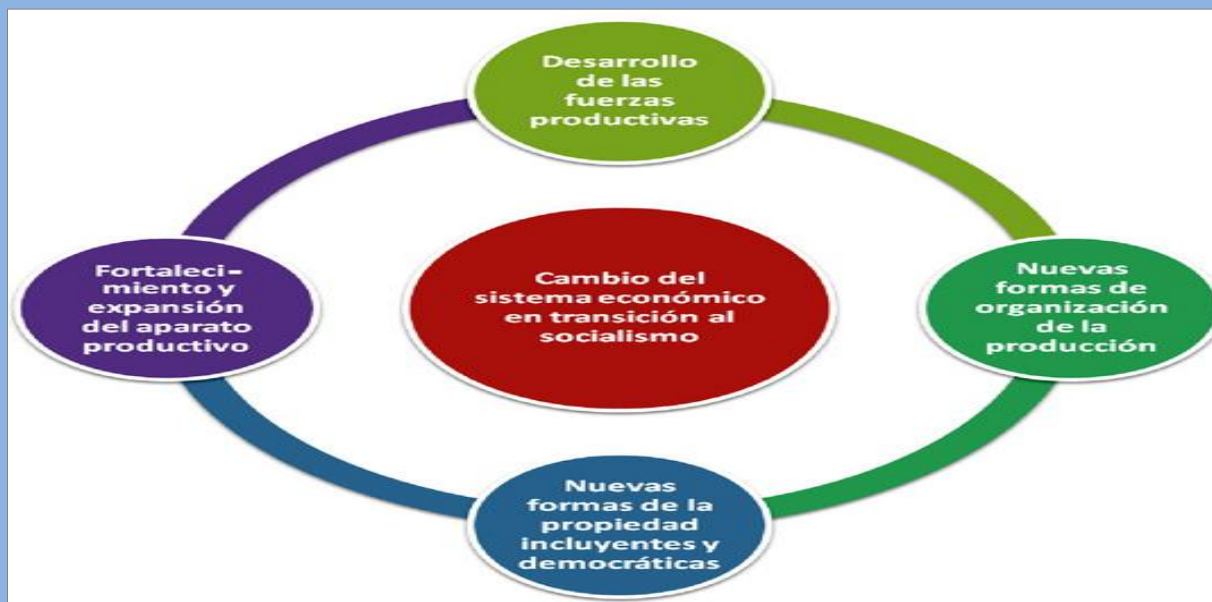 Desarrollo
de las
fuerzas
productivas
Fortaleci-
miento y
expansión
del aparato
productivo
Cambio del
sistema económico
en transición al
socialismo
Nuevas
formas de
organización
de la
producción
Nuevas
formas de la
propiedad
incluyentes y
democráticas